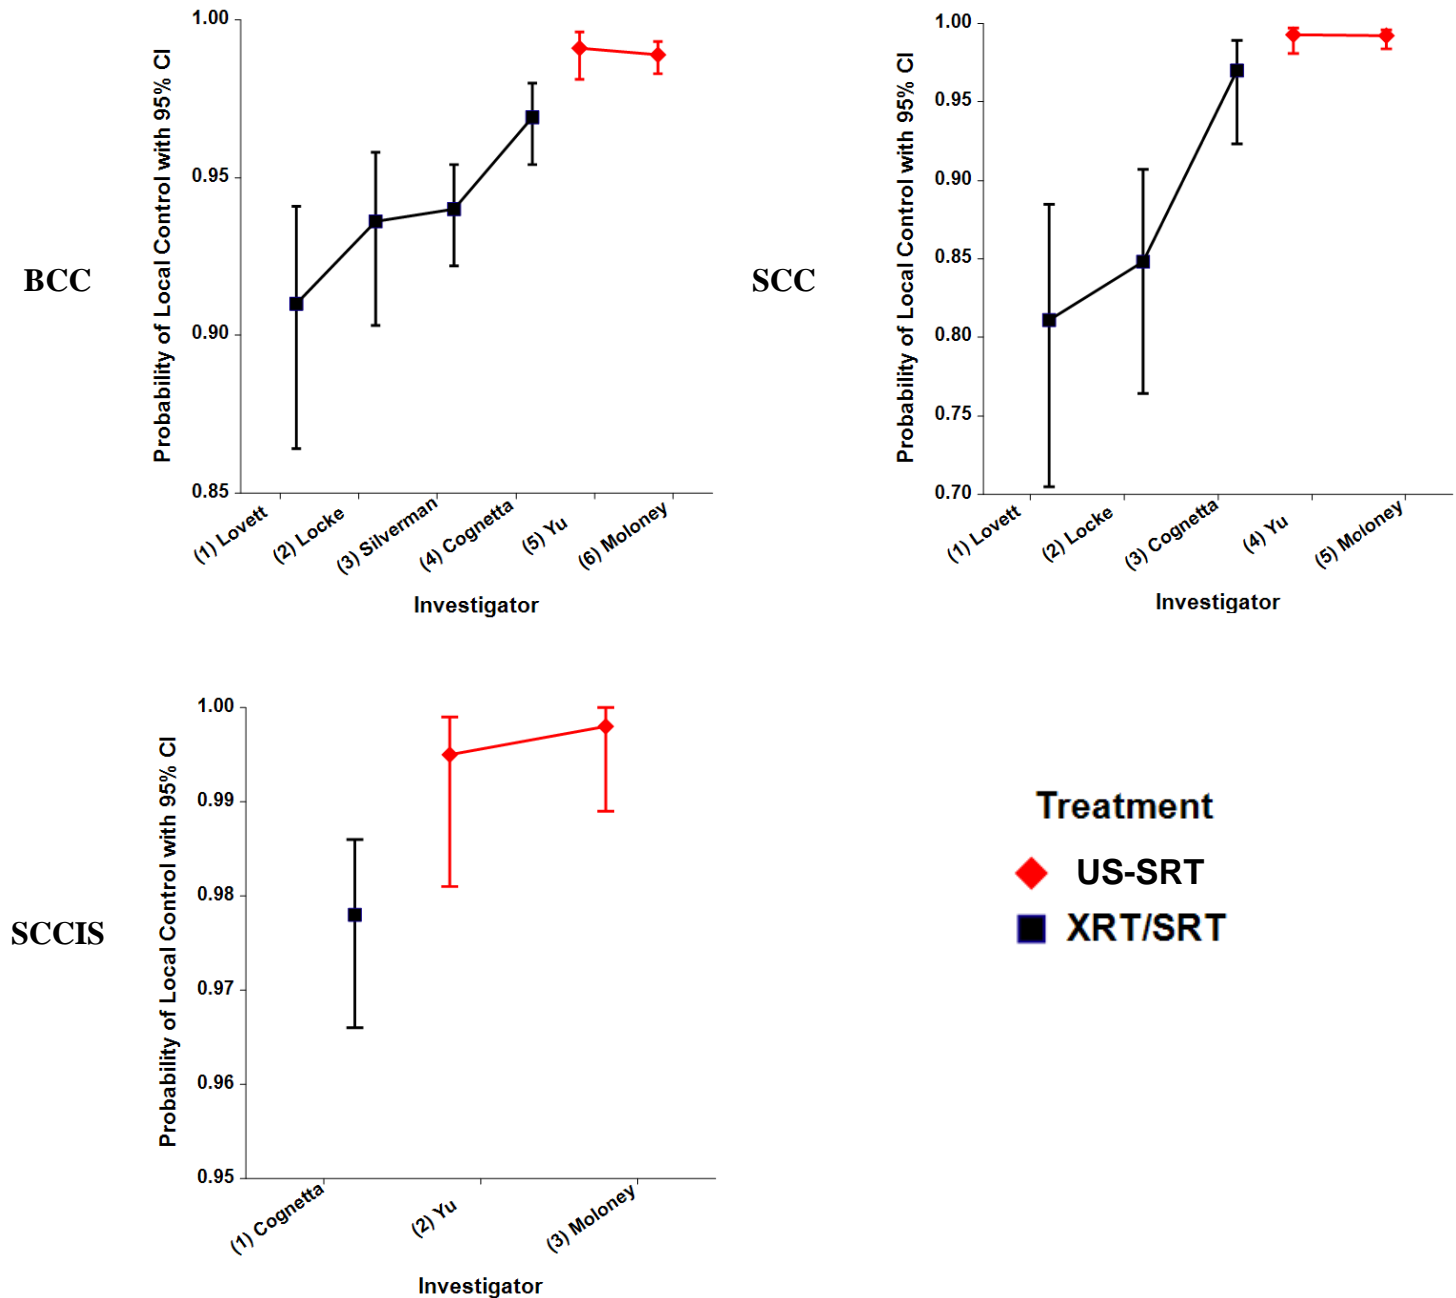 BCC
Probability of Local Control with 95% CI
1.00
0.95
0.90
0.85
(1) Lovett
(2) Locke
(3) Silverman
(4) Cognetta
(5) Yu
(6) Moloney
Investigator
SCC
Probability of Local Control with 95% CI
1.00
0.95
0.90
0.85
0.80
0.75
0.70
(1) Lovett
(2) Locke
(3) Cognetta
(4) Yu
(5) Moloney
Investigator
SCCIS
Probability of Local Control with 95% CI
1.00
0.99
0.98
0.97
0.96
0.95
(1) Cognetta
(2) Yu
(3) Moloney
Investigator
Treatment
US-SRT
XRT/SRT